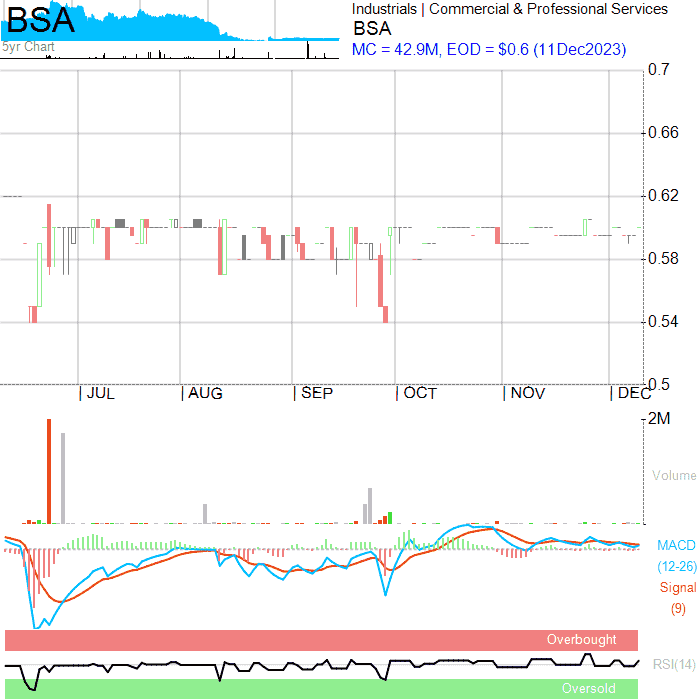 BSA
5yr Chart
Industrials | Commercial & Professional Services
BSA
MC = 42.9M, EOD = $0.6 (11Dec2023)
0.7
0.66
0.62
0.58
0.54
0.5
| JUL | AUG | SEP | OCT | NOV | DEC
2M
Volume
MACD
(12-26)
Signal
(9)
Overbought
RSI(14)
Oversold